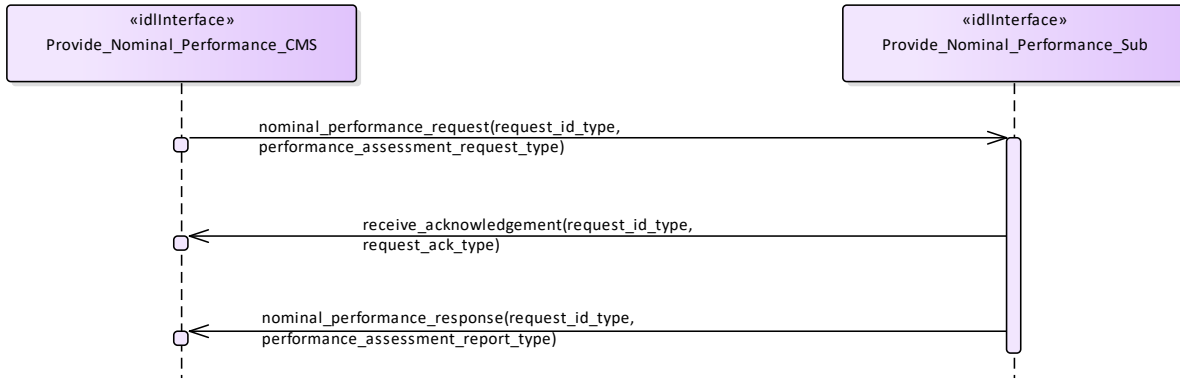 «idlInterface»
Provide_Nominal_Performance_CMS
«idlInterface»
Provide_Nominal_Performance_Sub
nominal_performance_request(request_id_type,
performance_assessment_request_type)
receive_acknowledgement(request_id_type,
request_ack_type)
nominal_performance_response(request_id_type,
performance_assessment_report_type)